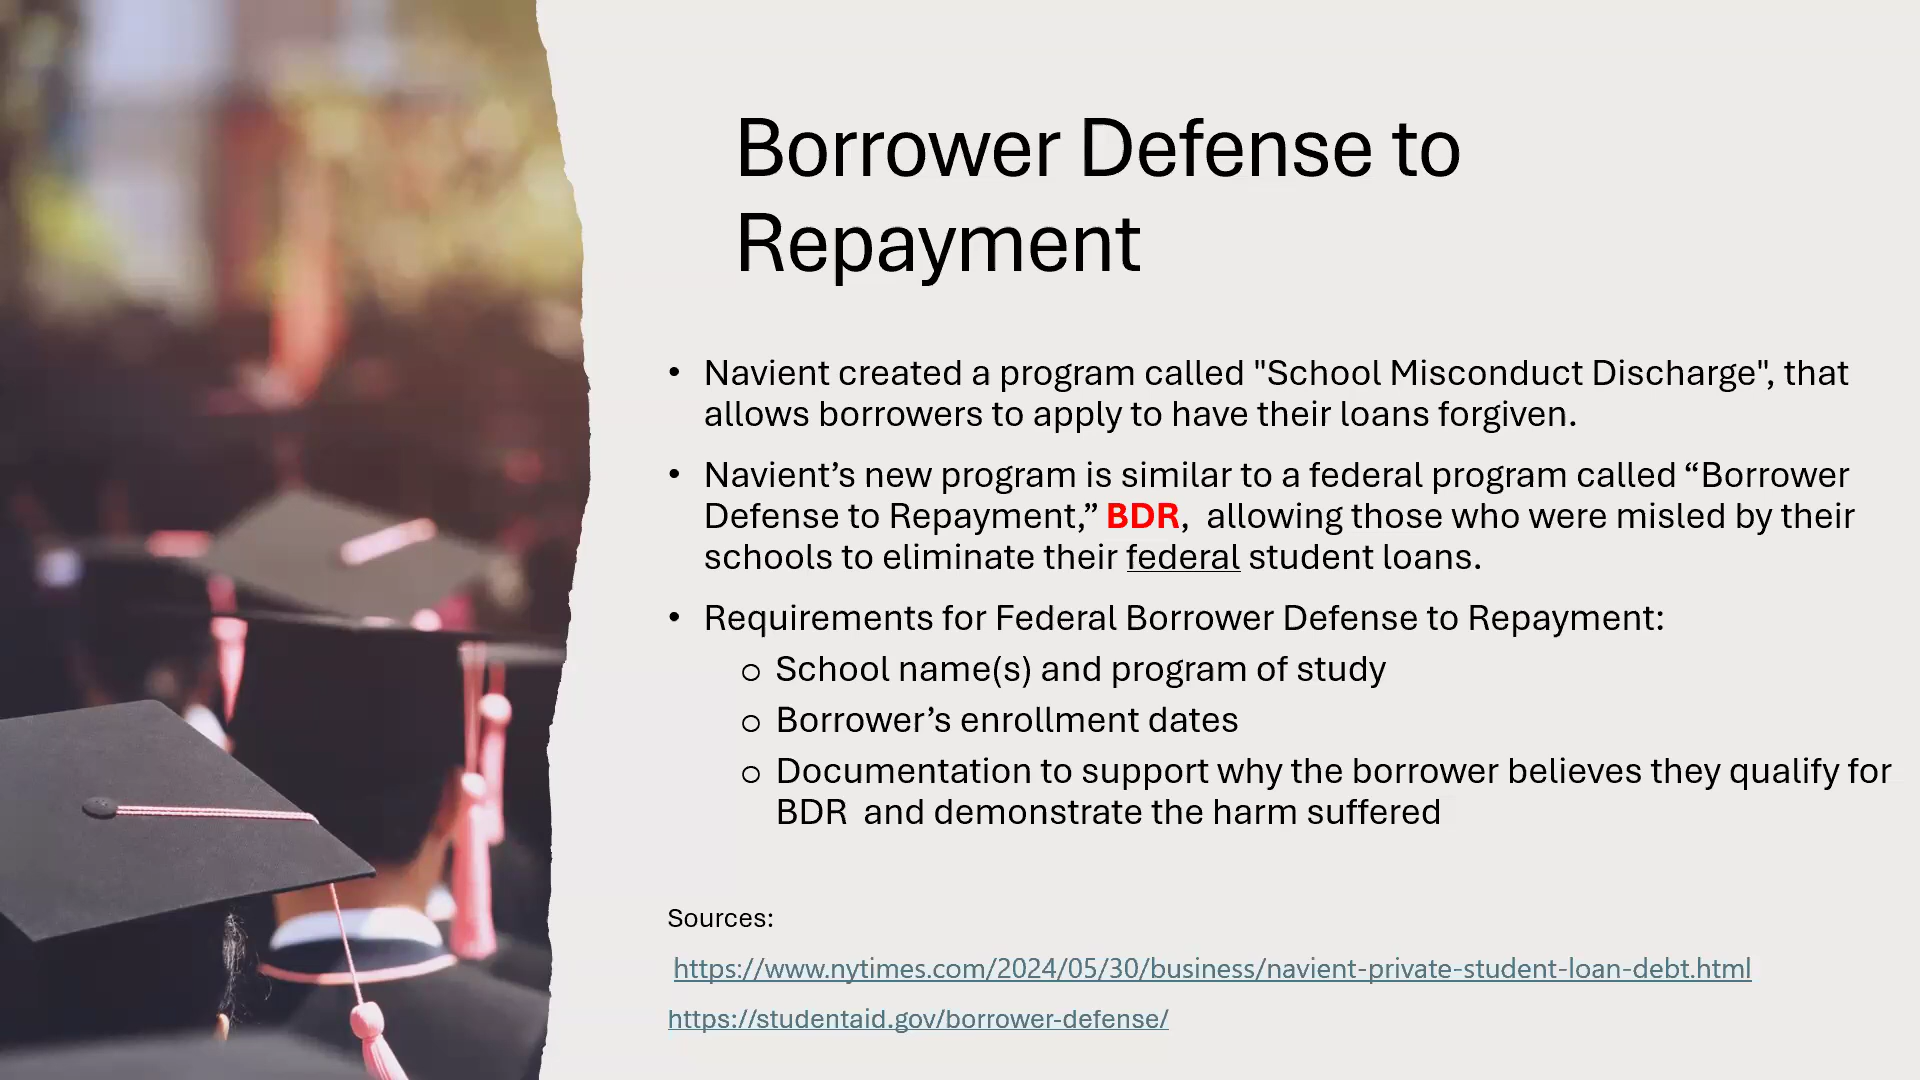 Borrower Defense to
Repayment
• Navient created a program called "School Misconduct Discharge", that
allows borrowers to apply to have their loans forgiven.
• Navient’s new program is similar to a federal program called “Borrower
Defense to Repayment,” BDR,  allowing those who were misled by their
schools to eliminate their federal student loans.
• Requirements for Federal Borrower Defense to Repayment:
o School name(s) and program of study
o Borrower’s enrollment dates
o Documentation to support why the borrower believes they qualify for
BDR  and demonstrate the harm suffered
Sources:
https://www.nytimes.com/2024/05/30/business/navient-private-student-loan-debt.html
https://studentaid.gov/borrower-defense/